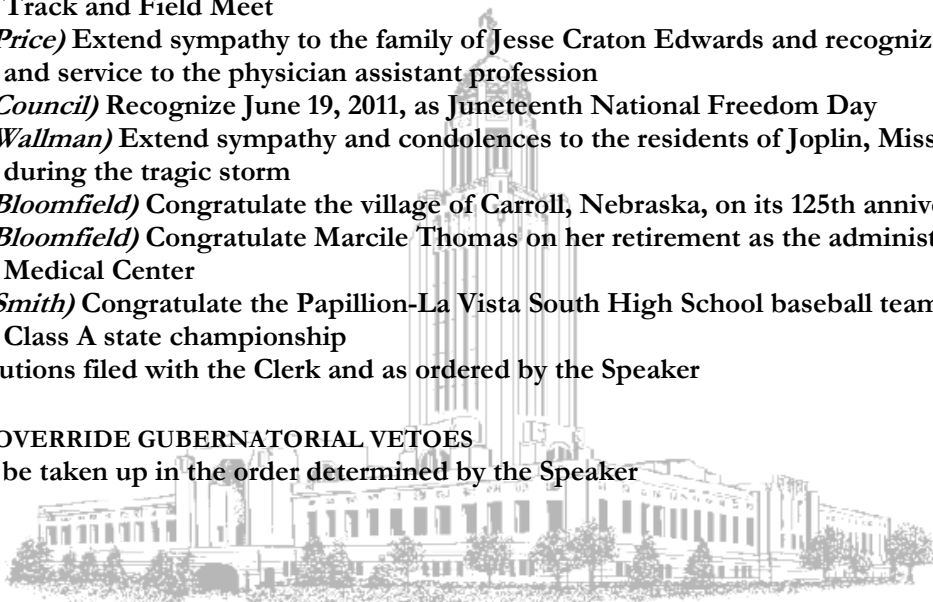 Track and Field Meet
Price) Extend sympathy to the family of Jesse Craton Edwards and recogniz
and service to the physician assistant profession
Council) Recognize June 19, 2011, as Juneteenth National Freedom Day
Wallman) Extend sympathy and condolences to the residents of Joplin, Miss
during the tragic storm
Bloomfield) Congratulate the village of Carroll, Nebraska, on its 125th annive
Bloomfield) Congratulate Marcile Thomas on her retirement as the administ
Medical Center
Smith) Congratulate the Papillion-La Vista South High School baseball team
Class A state championship
utions filed with the Clerk and as ordered by the Speaker
OVERRIDE GUBERNATORIAL VETOES
be taken up in the order determined by the Speaker